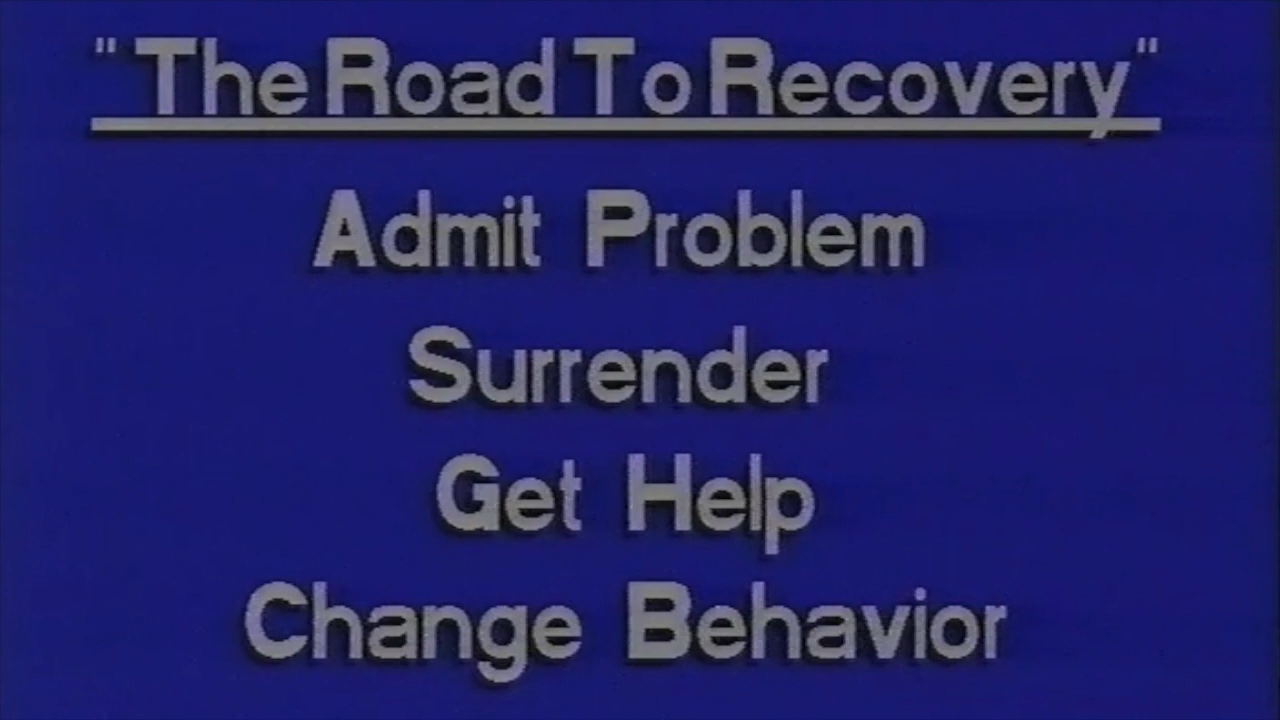 "The Road To Recovery"
Admit Problem
Surrender
Get Help
Change Behavior